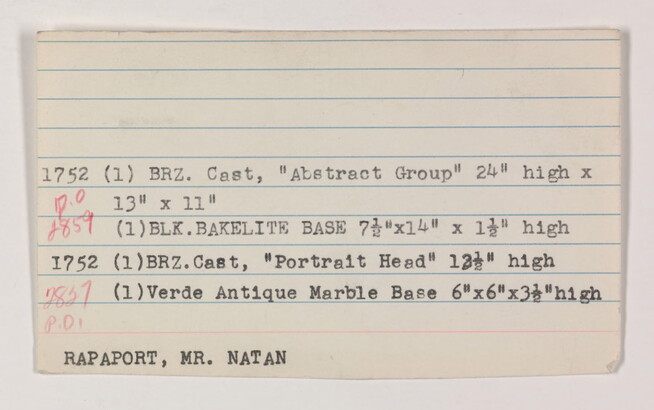 1752 (1) BRZ. Cast, "Abstract Group" 24" high x
P.O 13" x 11"
2859 (1)BLK.BAKELITE BASE 7½"x14" x 1½" high
1752 (1)BRZ.Cast, "Portrait Head" 12½" high
2857 (1)Verde Antique Marble Base 6"x6"x3½"high
P.O.
RAPAPORT, MR. NATAN